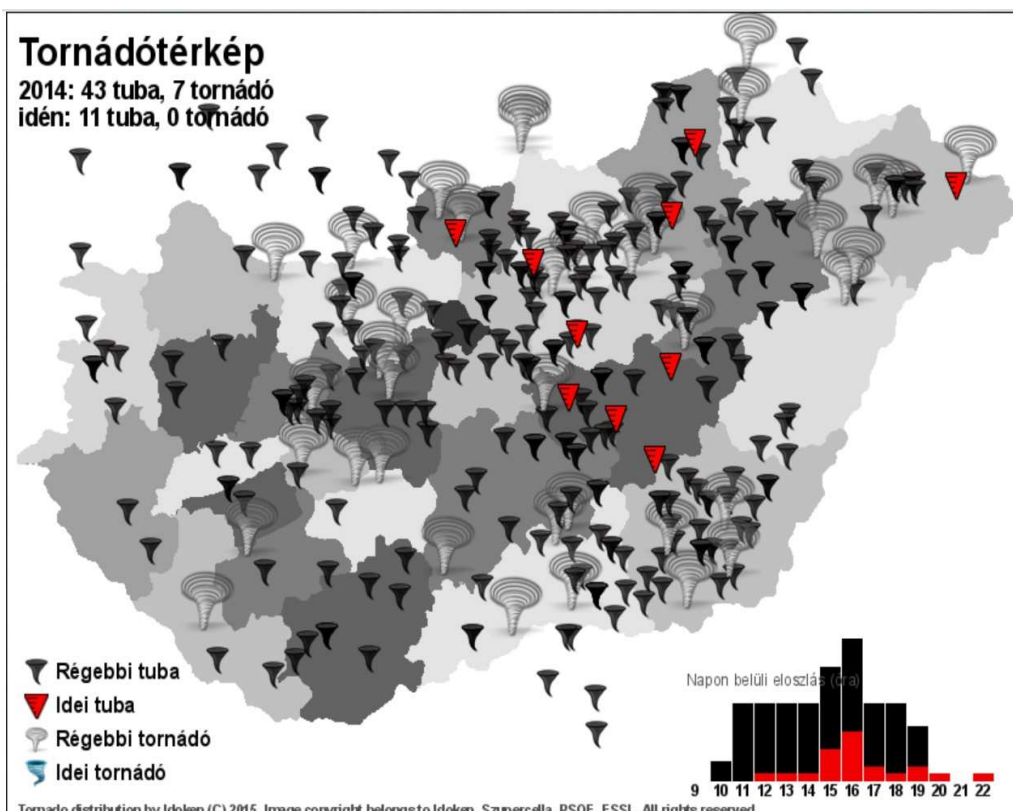 Tornádótérkép
2014: 43 tuba, 7 tornádó
idén: 11 tuba, 0 tornádó
Régebbi tuba
Idei tuba
Régebbi tornádó
Idei tornádó
Napon belüli eloszlás (óra)
9 10 11 12 13 14 15 16 17 18 19 20 21 22
Tornado distribution by Idokep (C) 2015. Image copyright belongs to Idokep, Szupercella, RSOE, ESSL. All rights reserved